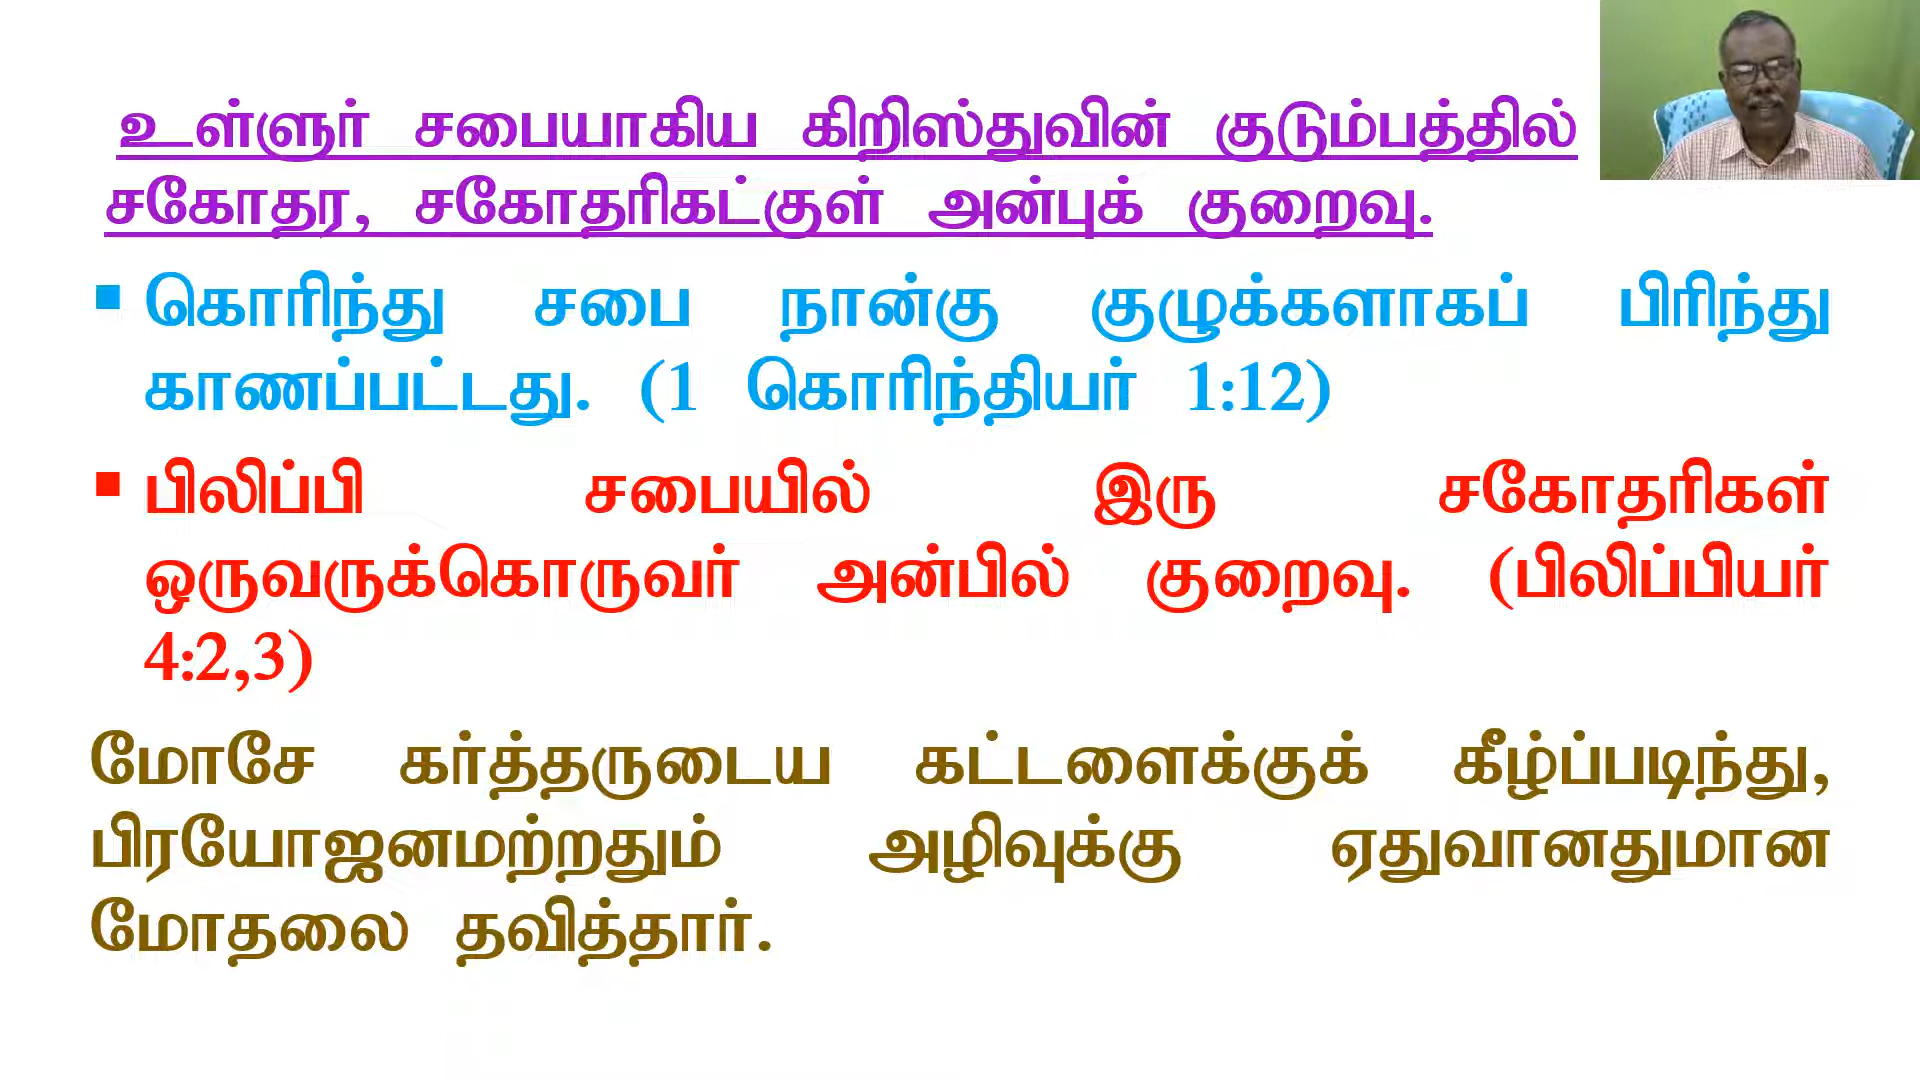 உள்ளுர் சபையாகிய கிறிஸ்துவின் குடும்பத்தில்
சகோதர, சகோதரிகட்குள் அன்புக் குறைவு.
▪ கொரிந்து சபை நான்கு குழுக்களாகப் பிரிந்து
காணப்பட்டது. (1 கொரிந்தியர் 1:12)
▪ பிலிப்பி சபையில் இரு சகோதரிகள்
ஒருவருக்கொருவர் அன்பில் குறைவு. (பிலிப்பியர்
4:2,3)
மோசே கர்த்தருடைய கட்டளைக்குக் கீழ்ப்படிந்து,
பிரயோஜனமற்றதும் அழிவுக்கு ஏதுவானதுமான
மோதலை தவித்தார்.